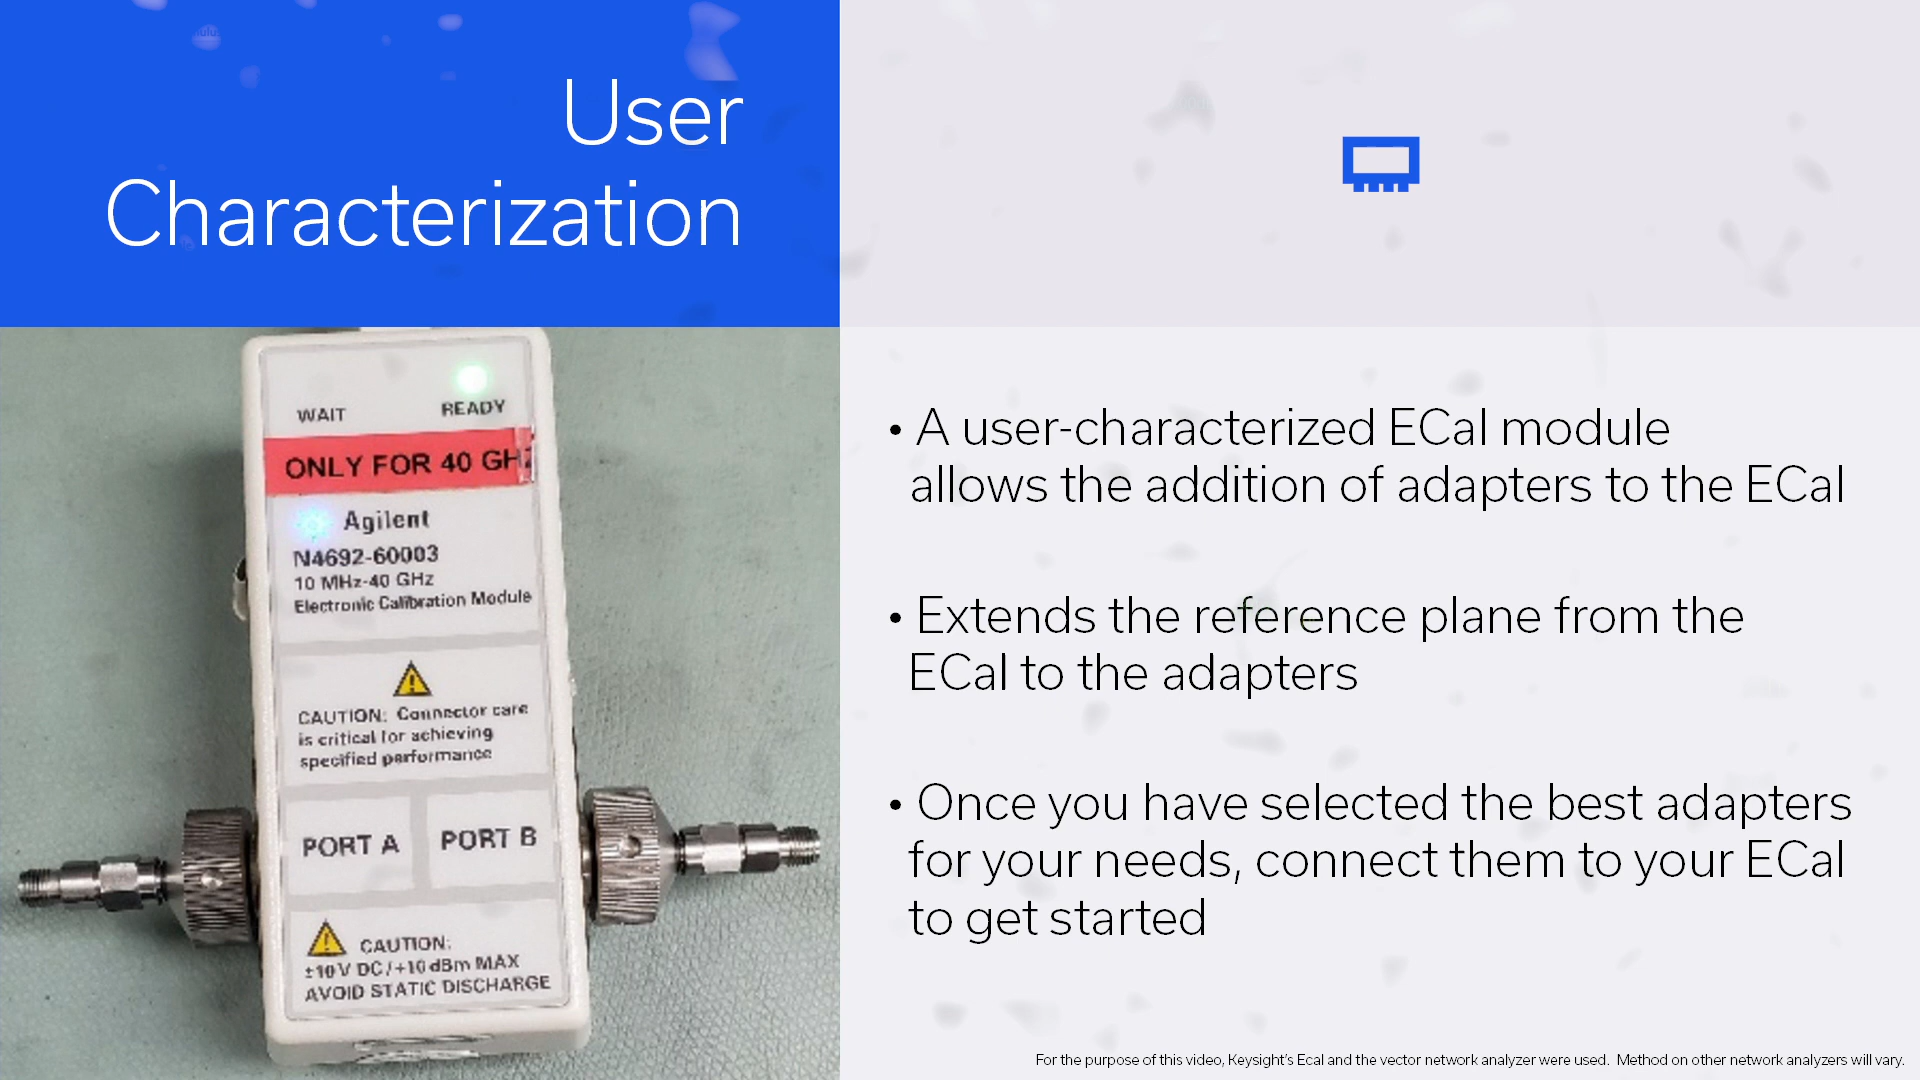 User
Characterization
WAIT
READY
ONLY FOR 40 GHz
Agilent
N4692-60003
10 MHz-40 GHz
Electronic Calibration Module
CAUTION: Connector care
is critical for achieving
specified performance
PORT A
PORT B
CAUTION:
±10V DC/+10 dBm MAX
AVOID STATIC DISCHARGE
• A user-characterized ECal module
allows the addition of adapters to the ECal
• Extends the reference plane from the
ECal to the adapters
• Once you have selected the best adapters
for your needs, connect them to your ECal
to get started
For the purpose of this video, Keysight's Ecal and the vector network analyzer were used. Method on other network analyzers will vary.